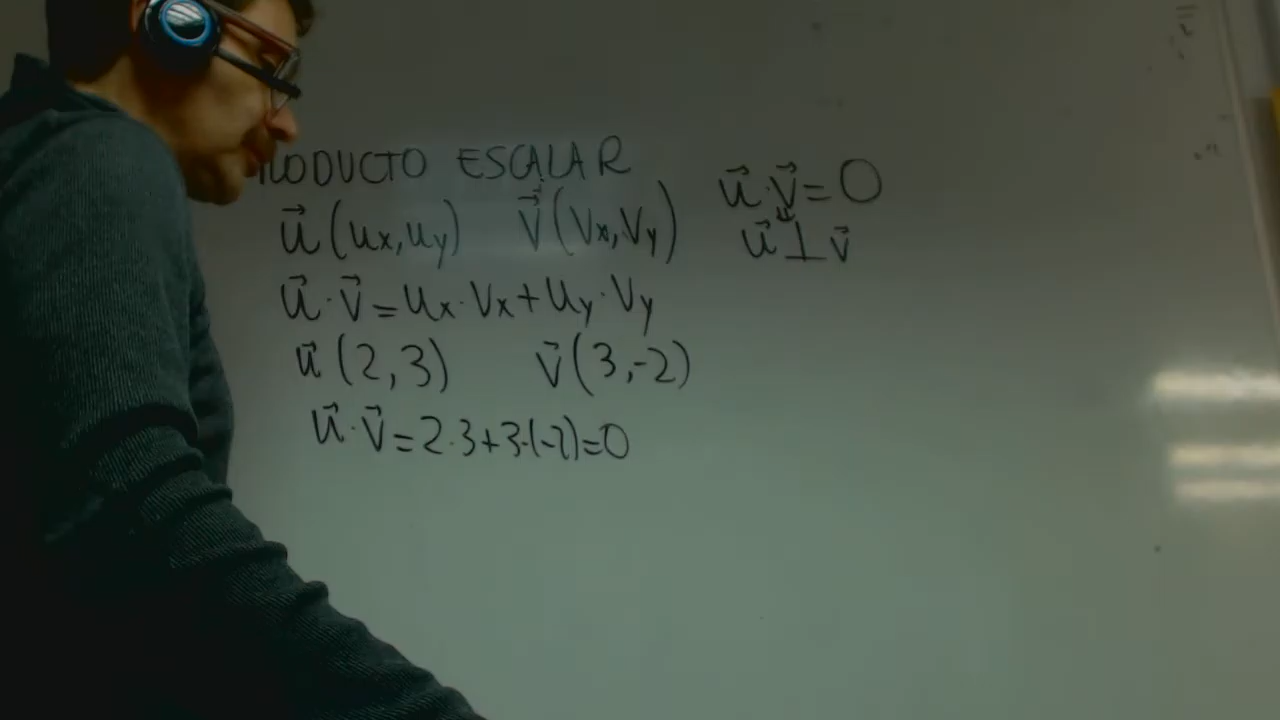 PRODUCTO ESCALAR
u⃗ (ux, uy) v⃗ (vx, vy)
u⃗ · v⃗ = ux · vx + uy · vy
u⃗ (2, 3) v⃗ (3, -2)
u⃗ · v⃗ = 2·3+3·(-2)=0
u⃗ · v⃗ = 0
⇕
u⃗ ⊥ v⃗